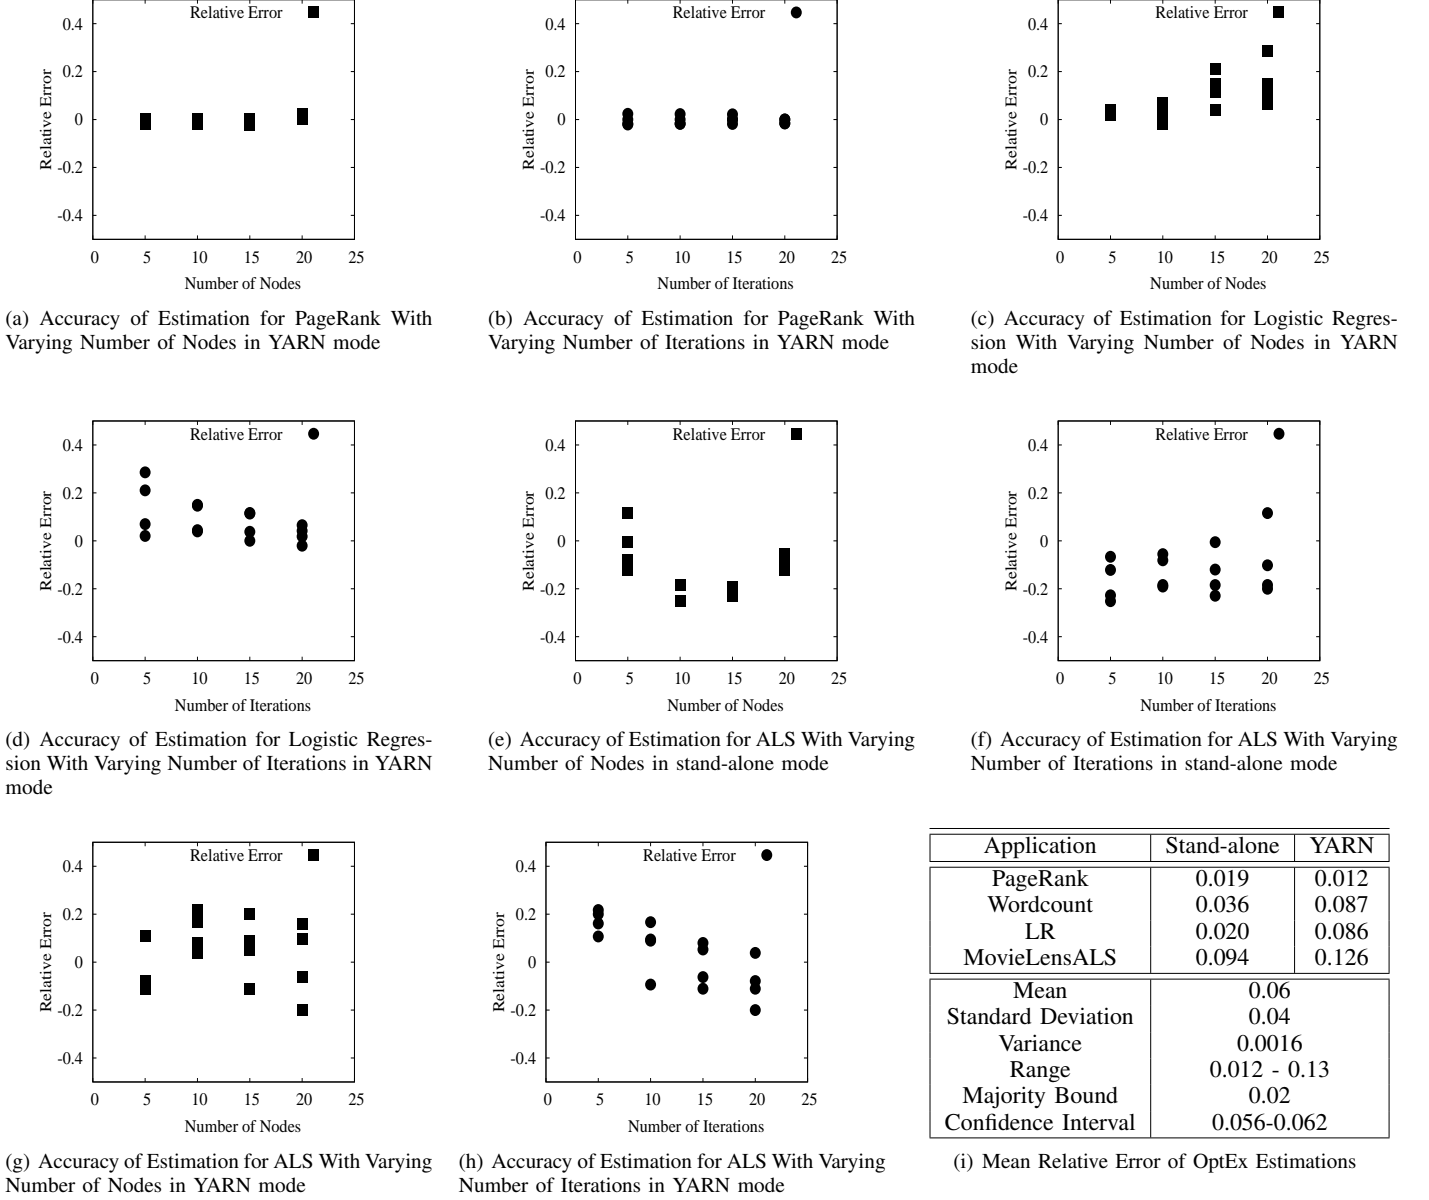 Relative Error
0.4
0.2
0
-0.2
-0.4
Relative Error
0 5 10 15 20 25
Number of Nodes
(a) Accuracy of Estimation for PageRank With
Varying Number of Nodes in YARN mode
Relative Error
0.4
0.2
0
-0.2
-0.4
Relative Error
0 5 10 15 20 25
Number of Iterations
(b) Accuracy of Estimation for PageRank With
Varying Number of Iterations in YARN mode
Relative Error
0.4
0.2
0
-0.2
-0.4
Relative Error
0 5 10 15 20 25
Number of Nodes
(c) Accuracy of Estimation for Logistic Regres-
sion With Varying Number of Nodes in YARN
mode
Relative Error
0.4
0.2
0
-0.2
-0.4
Relative Error
0 5 10 15 20 25
Number of Iterations
(d) Accuracy of Estimation for Logistic Regres-
sion With Varying Number of Iterations in YARN
mode
Relative Error
0.4
0.2
0
-0.2
-0.4
Relative Error
0 5 10 15 20 25
Number of Nodes
(e) Accuracy of Estimation for ALS With Varying
Number of Nodes in stand-alone mode
Relative Error
0.4
0.2
0
-0.2
-0.4
Relative Error
0 5 10 15 20 25
Number of Iterations
(f) Accuracy of Estimation for ALS With Varying
Number of Iterations in stand-alone mode
Relative Error
0.4
0.2
0
-0.2
-0.4
Relative Error
0 5 10 15 20 25
Number of Nodes
(g) Accuracy of Estimation for ALS With Varying
Number of Nodes in YARN mode
Relative Error
0.4
0.2
0
-0.2
-0.4
Relative Error
0 5 10 15 20 25
Number of Iterations
(h) Accuracy of Estimation for ALS With Varying
Number of Iterations in YARN mode
Application Stand-alone YARN
PageRank 0.019 0.012
Wordcount 0.036 0.087
LR 0.020 0.086
MovieLensALS 0.094 0.126
Mean 0.06
Standard Deviation 0.04
Variance 0.0016
Range 0.012 - 0.13
Majority Bound 0.02
Confidence Interval 0.056-0.062
(i) Mean Relative Error of OptEx Estimations